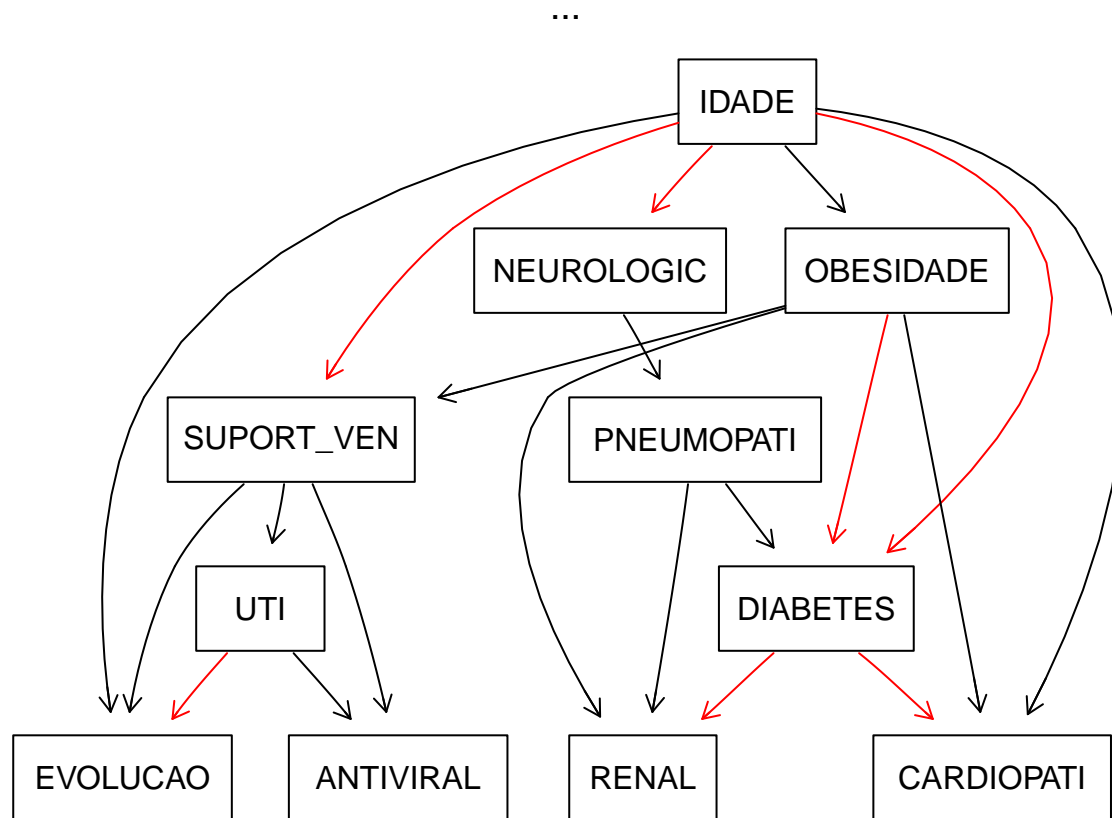 ...
IDADE
NEUROLOGIC
OBESIDADE
SUPORT_VEN
PNEUMOPATI
UTI
DIABETES
EVOLUCAO
ANTIVIRAL
RENAL
CARDIOPATI